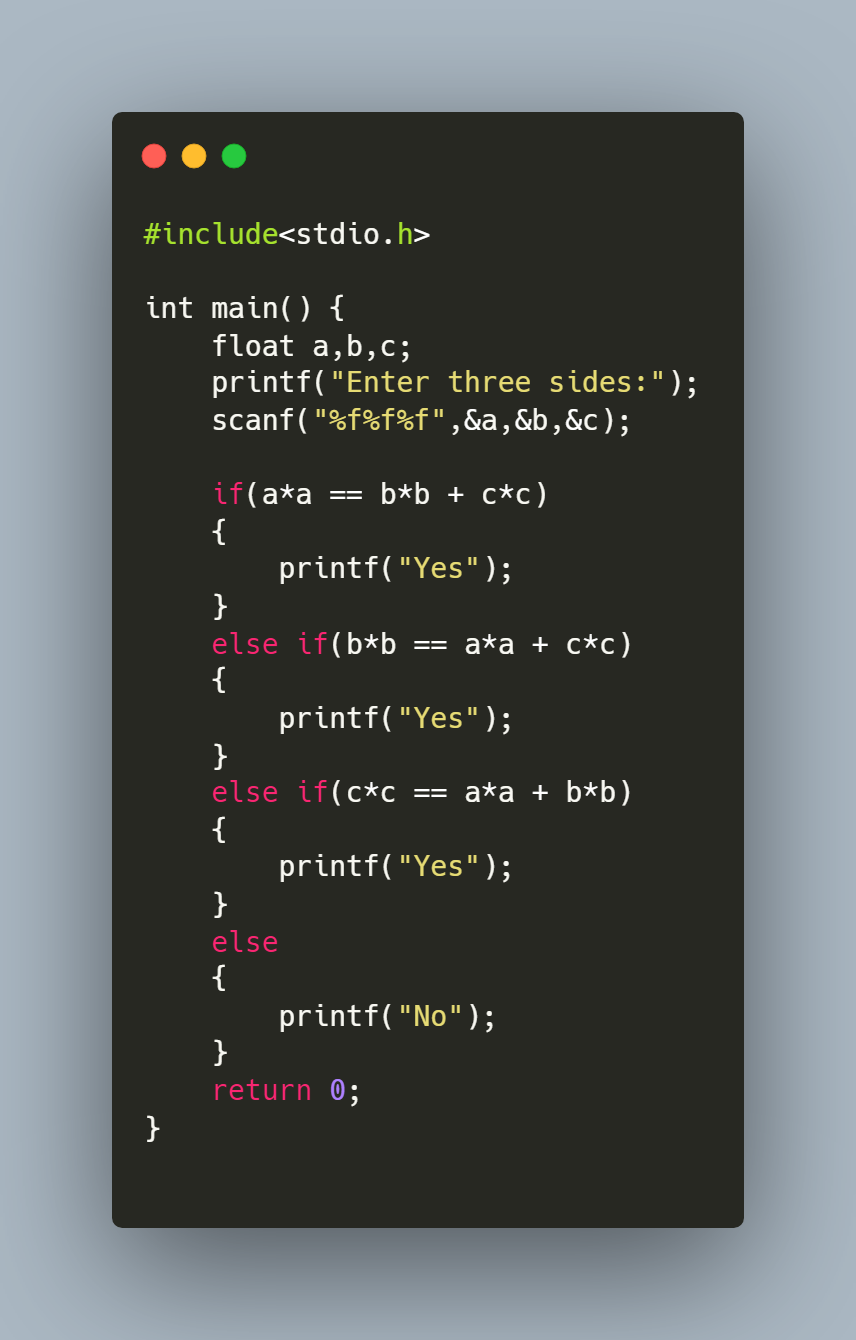 #include<stdio.h>

int main() {
    float a,b,c;
    printf("Enter three sides:");
    scanf("%f%f%f",&a,&b,&c);

    if(a*a == b*b + c*c)
    {
        printf("Yes");
    }
    else if(b*b == a*a + c*c)
    {
        printf("Yes");
    }
    else if(c*c == a*a + b*b)
    {
        printf("Yes");
    }
    else
    {
        printf("No");
    }
    return 0;
}